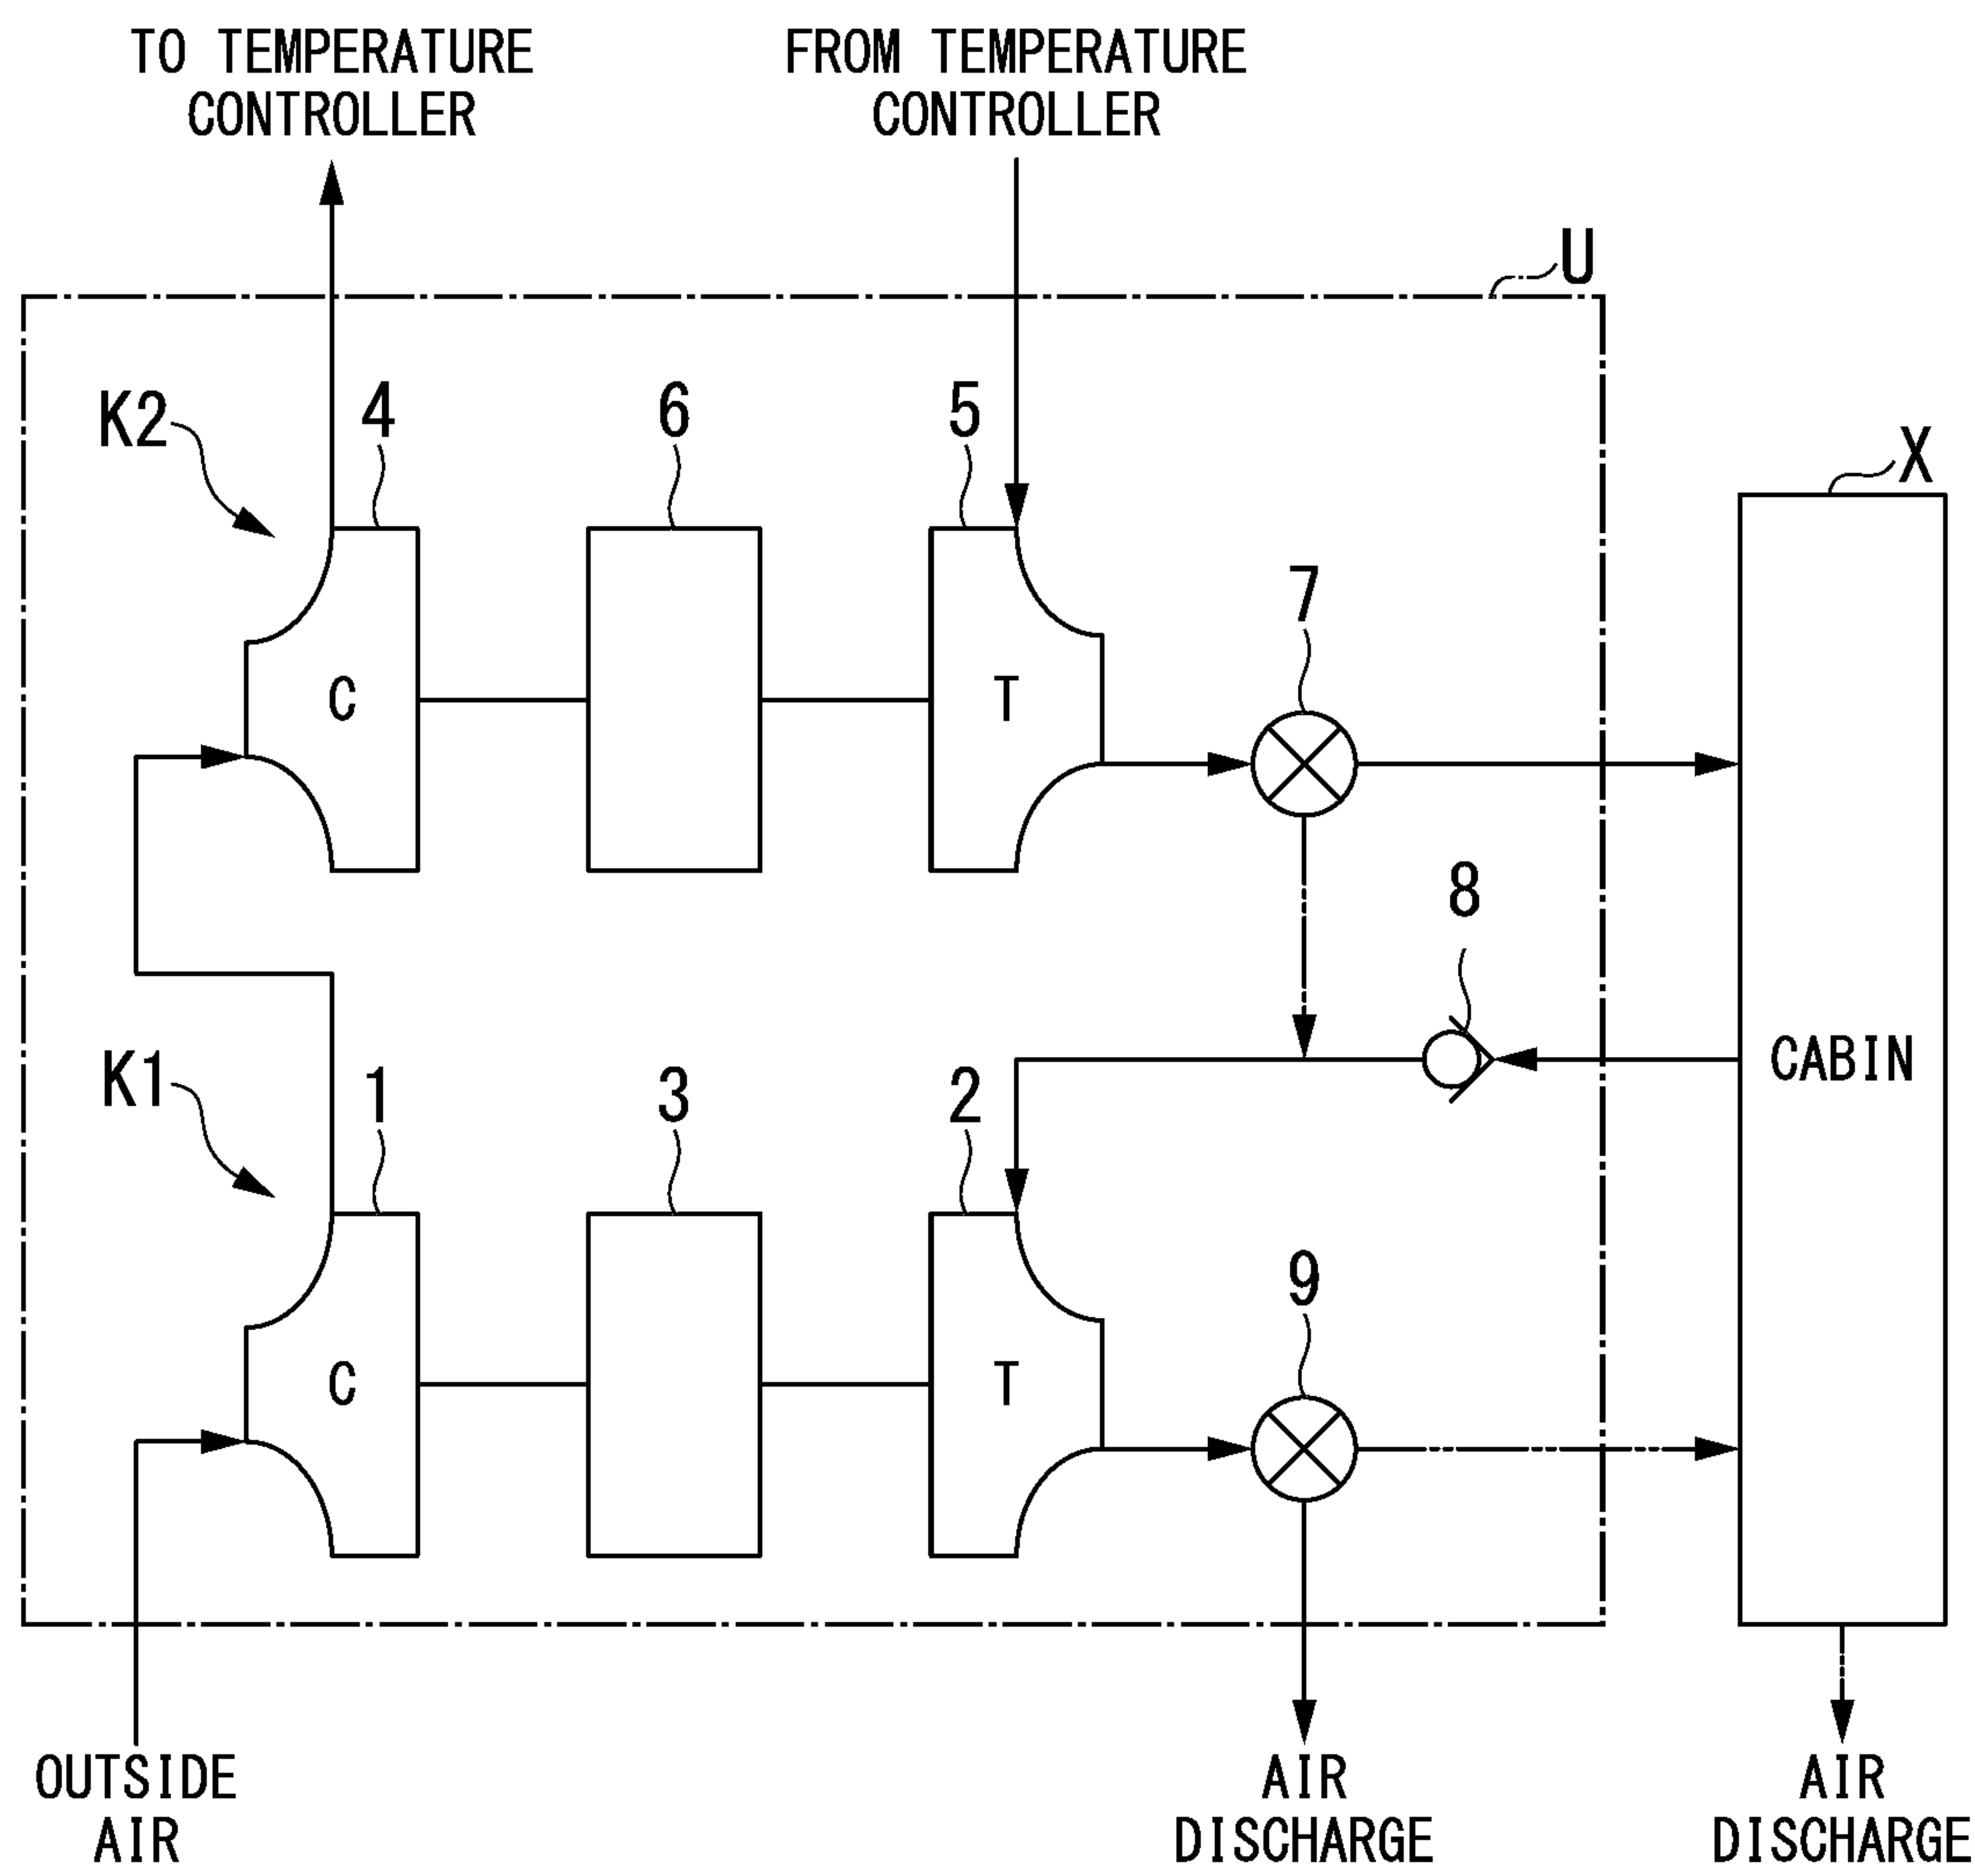 TO TEMPERATURE
CONTROLLER
FROM TEMPERATURE
CONTROLLER
U
K2
4
6
5
X
7
C
T
8
K1
1
3
2
CABIN
9
C
T
OUTSIDE
AIR
AIR
DISCHARGE
AIR
DISCHARGE